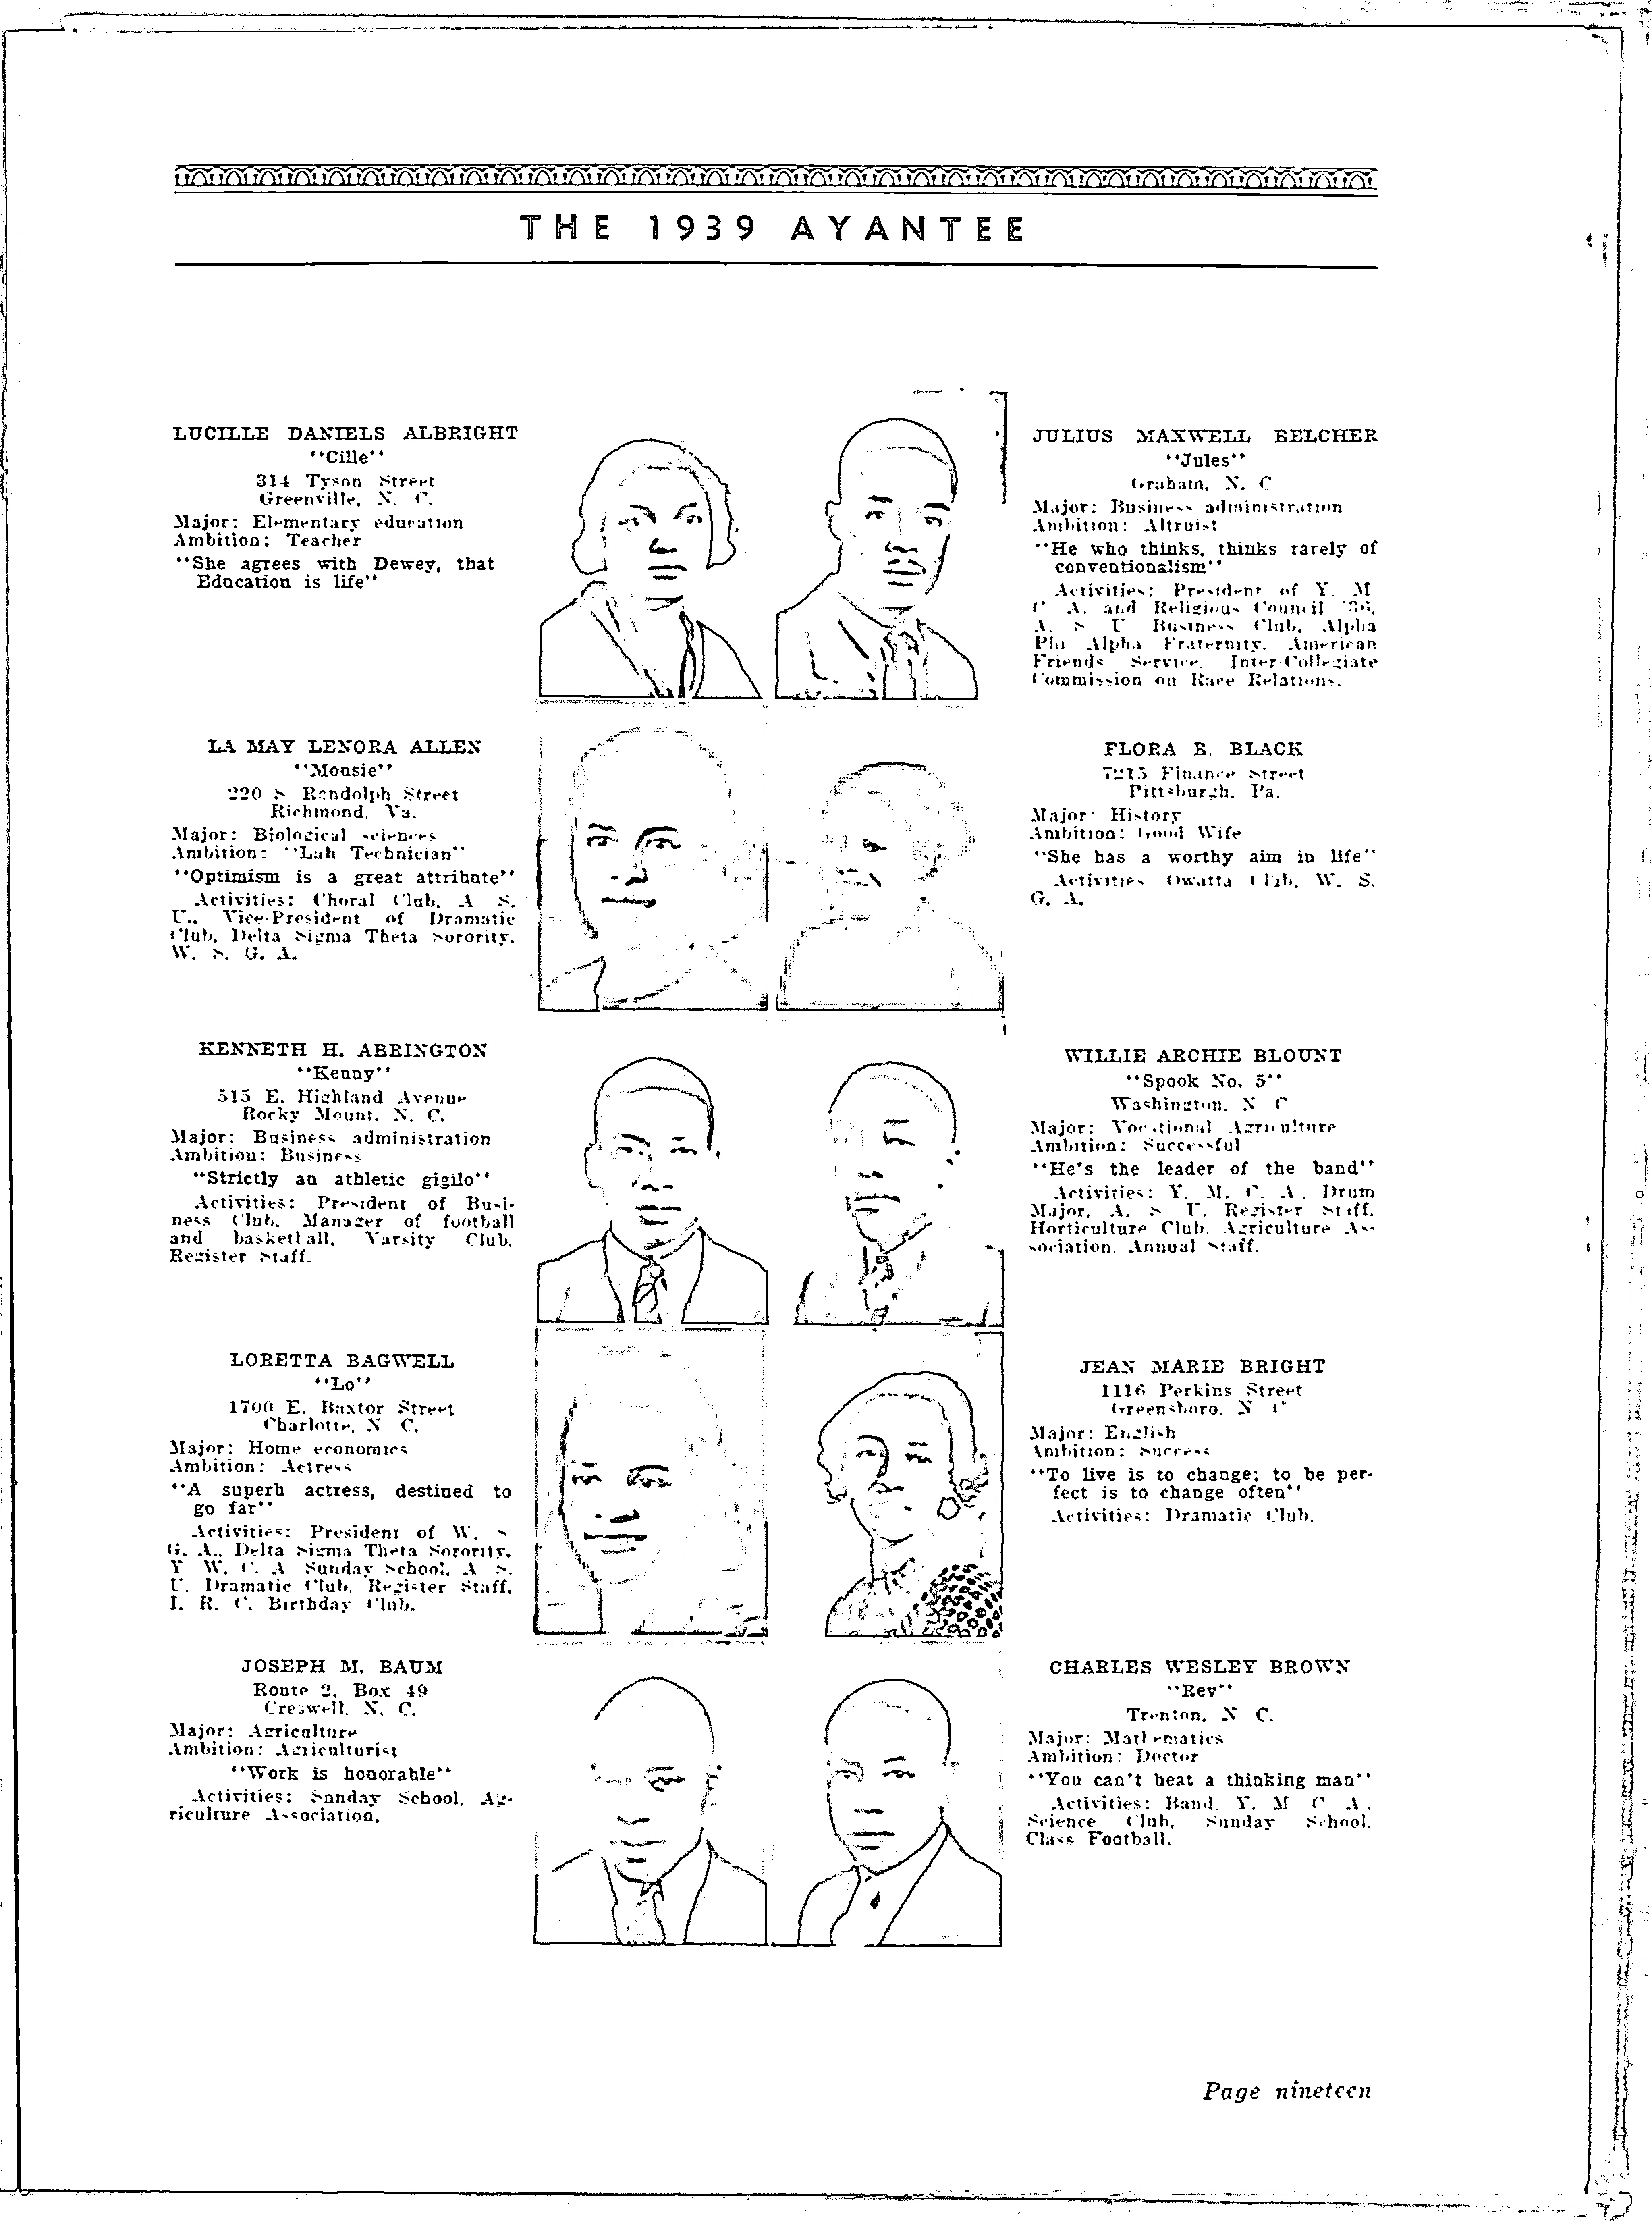 THE 1939 AYANTEE
LUCILLE DANIELS ALBRIGHT
"Cille"
314 Tyson Street
Greenville, N. C.
Major: Elementary education
Ambition: Teacher
"She agrees with Dewey, that
Education is life"
LA MAY LENORA ALLEN
"Monsie"
220 S Randolph Street
Richmond, Va.
Major: Biological sciences
Ambition: "Lab Technician"
"Optimism is a great attribute"
Activities: Choral Club, A S.
U., Vice-President of Dramatic
Club, Delta Sigma Theta Sorority.
W. S. G. A.
KENNETH H. ABRINGTON
"Kenny"
515 E. Highland Avenue
Rocky Mount, N. C.
Major: Business administration
Ambition: Business
"Strictly an athletic gigilo"
Activities: President of Busi-
ness Club, Manager of football
and basketball, Varsity Club,
Register Staff.
LORETTA BAGWELL
"Lo"
1700 E. Baxtor Street
Charlotte, N C.
Major: Home economics
Ambition: Actress
"A superb actress, destined to
go far"
Activities: President of W. S
G. A., Delta Sigma Theta Sorority,
Y W. C. A Sunday School, A S.
U. Dramatic Club, Register Staff,
I. R. C. Birthday Club.
JOSEPH M. BAUM
Route 2, Box 49
Creswell, N. C.
Major: Agriculture
Ambition: Agriculturist
"Work is honorable"
Activities: Sunday School, Ag-
riculture Association.
JULIUS MAXWELL BELCHER
"Jules"
Graham, N. C
Major: Business administration
Ambition: Altruist
"He who thinks, thinks rarely of
conventionalism"
Activities: President of Y. M
C A. and Religious Council '36,
A. S U Business Club, Alpha
Phi Alpha Fraternity, American
Friends Service, Inter-Collegiate
Commission on Race Relations.
FLORA B. BLACK
7215 Finance Street
Pittsburgh, Pa.
Major: History
Ambition: Good Wife
"She has a worthy aim in life"
Activities Owatta Club, W. S.
G. A.
WILLIE ARCHIE BLOUNT
"Spook No. 5"
Washington, N C
Major: Vocational Agriculture
Ambition: Successful
"He's the leader of the band"
Activities: Y. M. C. A. Drum
Major, A. S U. Register Staff,
Horticulture Club, Agriculture As-
sociation, Annual Staff.
JEAN MARIE BRIGHT
1116 Perkins Street
Greensboro, N C
Major: English
Ambition: Success
"To live is to change; to be per-
fect is to change often"
Activities: Dramatic Club.
CHARLES WESLEY BROWN
"Rev"
Trenton, N C.
Major: Mathematics
Ambition: Doctor
"You can't beat a thinking man"
Activities: Band, Y. M C A.,
Science Club, Sunday School,
Class Football.
Page nineteen